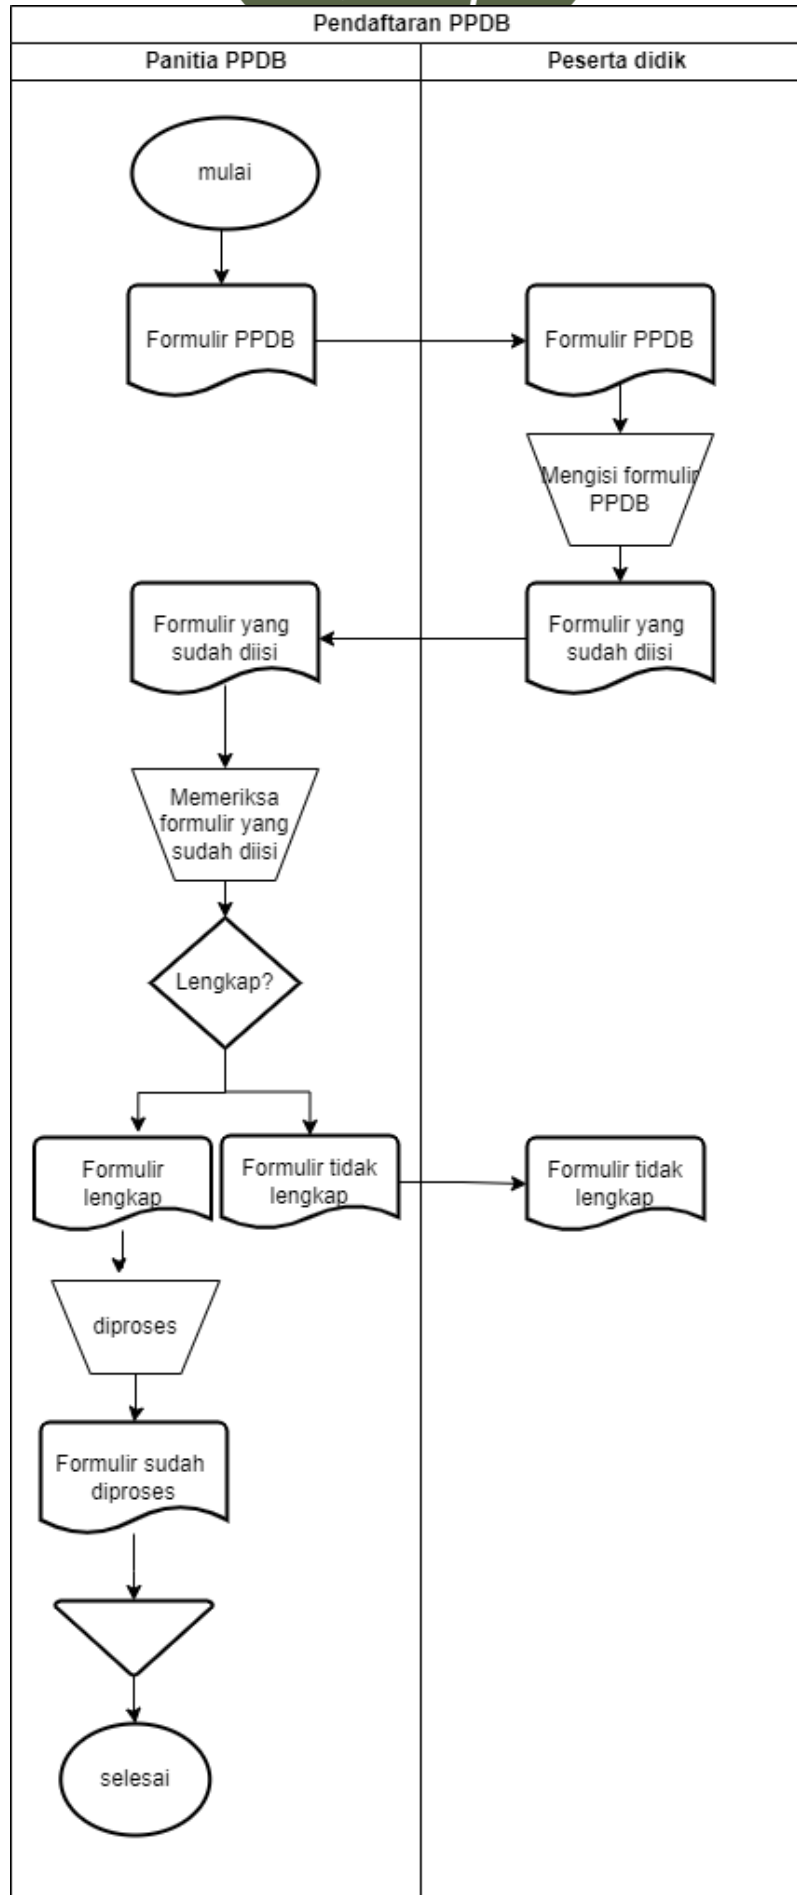 Pendaftaran PPDB
Panitia PPDB
Peserta didik
mulai
Formulir PPDB
Formulir PPDB
Mengisi formulir
PPDB
Formulir yang
sudah diisi
Formulir yang
sudah diisi
Memeriksa
formulir yang
sudah diisi
Lengkap?
Formulir
lengkap
Formulir tidak
lengkap
Formulir tidak
lengkap
diproses
Formulir sudah
diproses
selesai